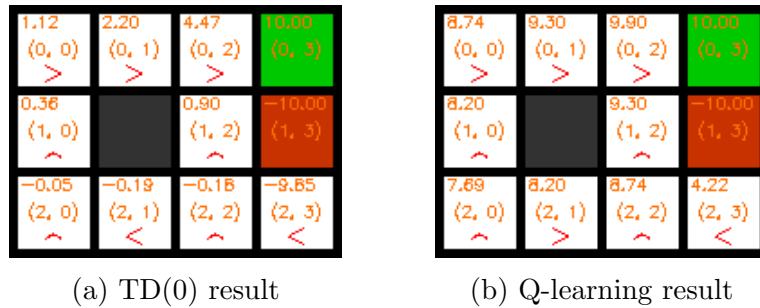 1.12 2.20 4.47 10.00
(0, 0) (0, 1) (0, 2) (0, 3)
> > >
0.36 0.90 -10.00
(1, 0) (1, 2) (1, 3)
^ ^
-0.05 -0.19 -0.16 -9.65
(2, 0) (2, 1) (2, 2) (2, 3)
^ < ^ <
(a) TD(0) result
8.74 9.30 9.90 10.00
(0, 0) (0, 1) (0, 2) (0, 3)
> > >
8.20 9.30 -10.00
(1, 0) (1, 2) (1, 3)
^ ^
7.69 8.20 8.74 4.22
(2, 0) (2, 1) (2, 2) (2, 3)
^ > ^ <
(b) Q-learning result